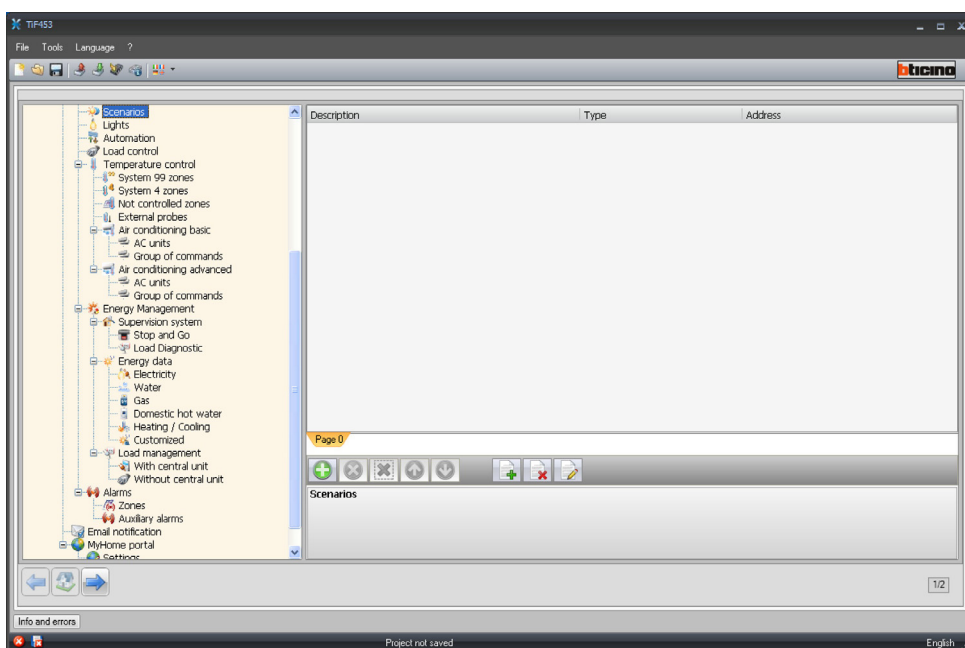 TiF453
File Tools Language ?
bticino
Scenarios
Lights
Automation
Load control
Temperature control
System 99 zones
System 4 zones
Not controlled zones
External probes
Air conditioning basic
AC units
Group of commands
Air conditioning advanced
AC units
Group of commands
Energy Management
Supervision system
Stop and Go
Load Diagnostic
Energy data
Electricity
Water
Gas
Domestic hot water
Heating / Cooling
Customized
Load management
With central unit
Without central unit
Alarms
Zones
Auxiliary alarms
Email notification
MyHome portal
Settings
Description Type Address
Page 0
Scenarios
1/2
Info and errors
Project not saved English